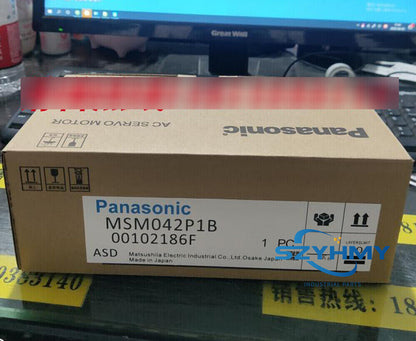 Great Wall
AC SERVO MOTOR
Panasonic
Panasonic
MSM042P1B
00102186F
1 PC
ASD
Matsushita Electric Industrial Co.,Ltd.Osaka Japan
Made in Japan
SZYHMY
INDUSTRIAL PARTS
0333140
销售热线：18